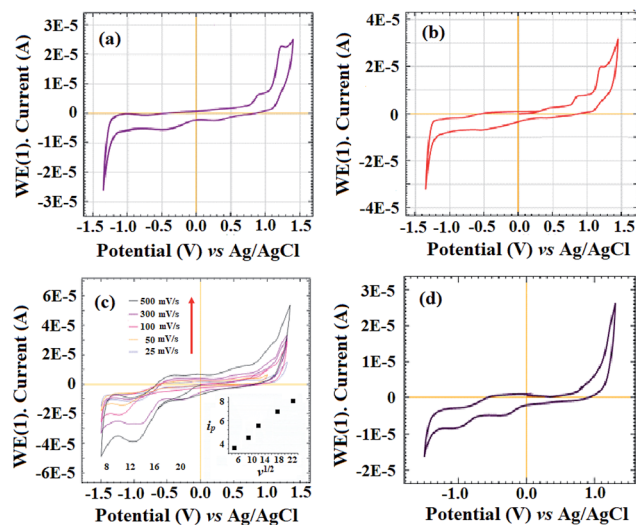 3E-5
2E-5
1E-5
0
-1E-5
-2E-5
-3E-5
WE(1). Current (A)
(a)
-1.5 -1.0 -0.5 0.0 0.5 1.0 1.5
Potential (V) vs Ag/AgCl
4E-5
2E-5
0
-2E-5
-4E-5
WE(1). Current (A)
(b)
-1.5 -1.0 -0.5 0.0 0.5 1.0 1.5
Potential (V) vs Ag/AgCl
6E-5
4E-5
2E-5
0
-2E-5
-4E-5
-6E-5
WE(1). Current (A)
(c)
500 mV/s
300 mV/s
100 mV/s
50 mV/s
25 mV/s
8
6
4
ip
6 10 14 18 22
v1/2
8 12 16 20
-1.5 -1.0 -0.5 0.0 0.5 1.0 1.5
Potential (V) vs Ag/AgCl
3E-5
2E-5
1E-5
0
-1E-5
-2E-5
WE(1). Current (A)
(d)
-1.0 0.0 1.0
Potential (V) vs Ag/AgCl